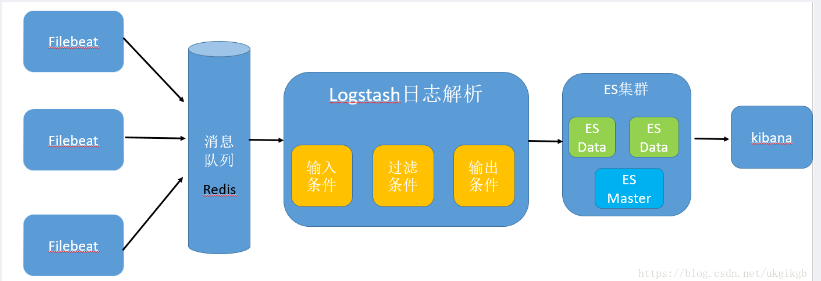 Filebeat
Filebeat
Filebeat
消息
队列
Redis
Logstash日志解析
输入
条件
过滤
条件
输出
条件
ES集群
ES
Data
ES
Data
ES
Master
kibana
https://blog.csdn.net/ukgikgb